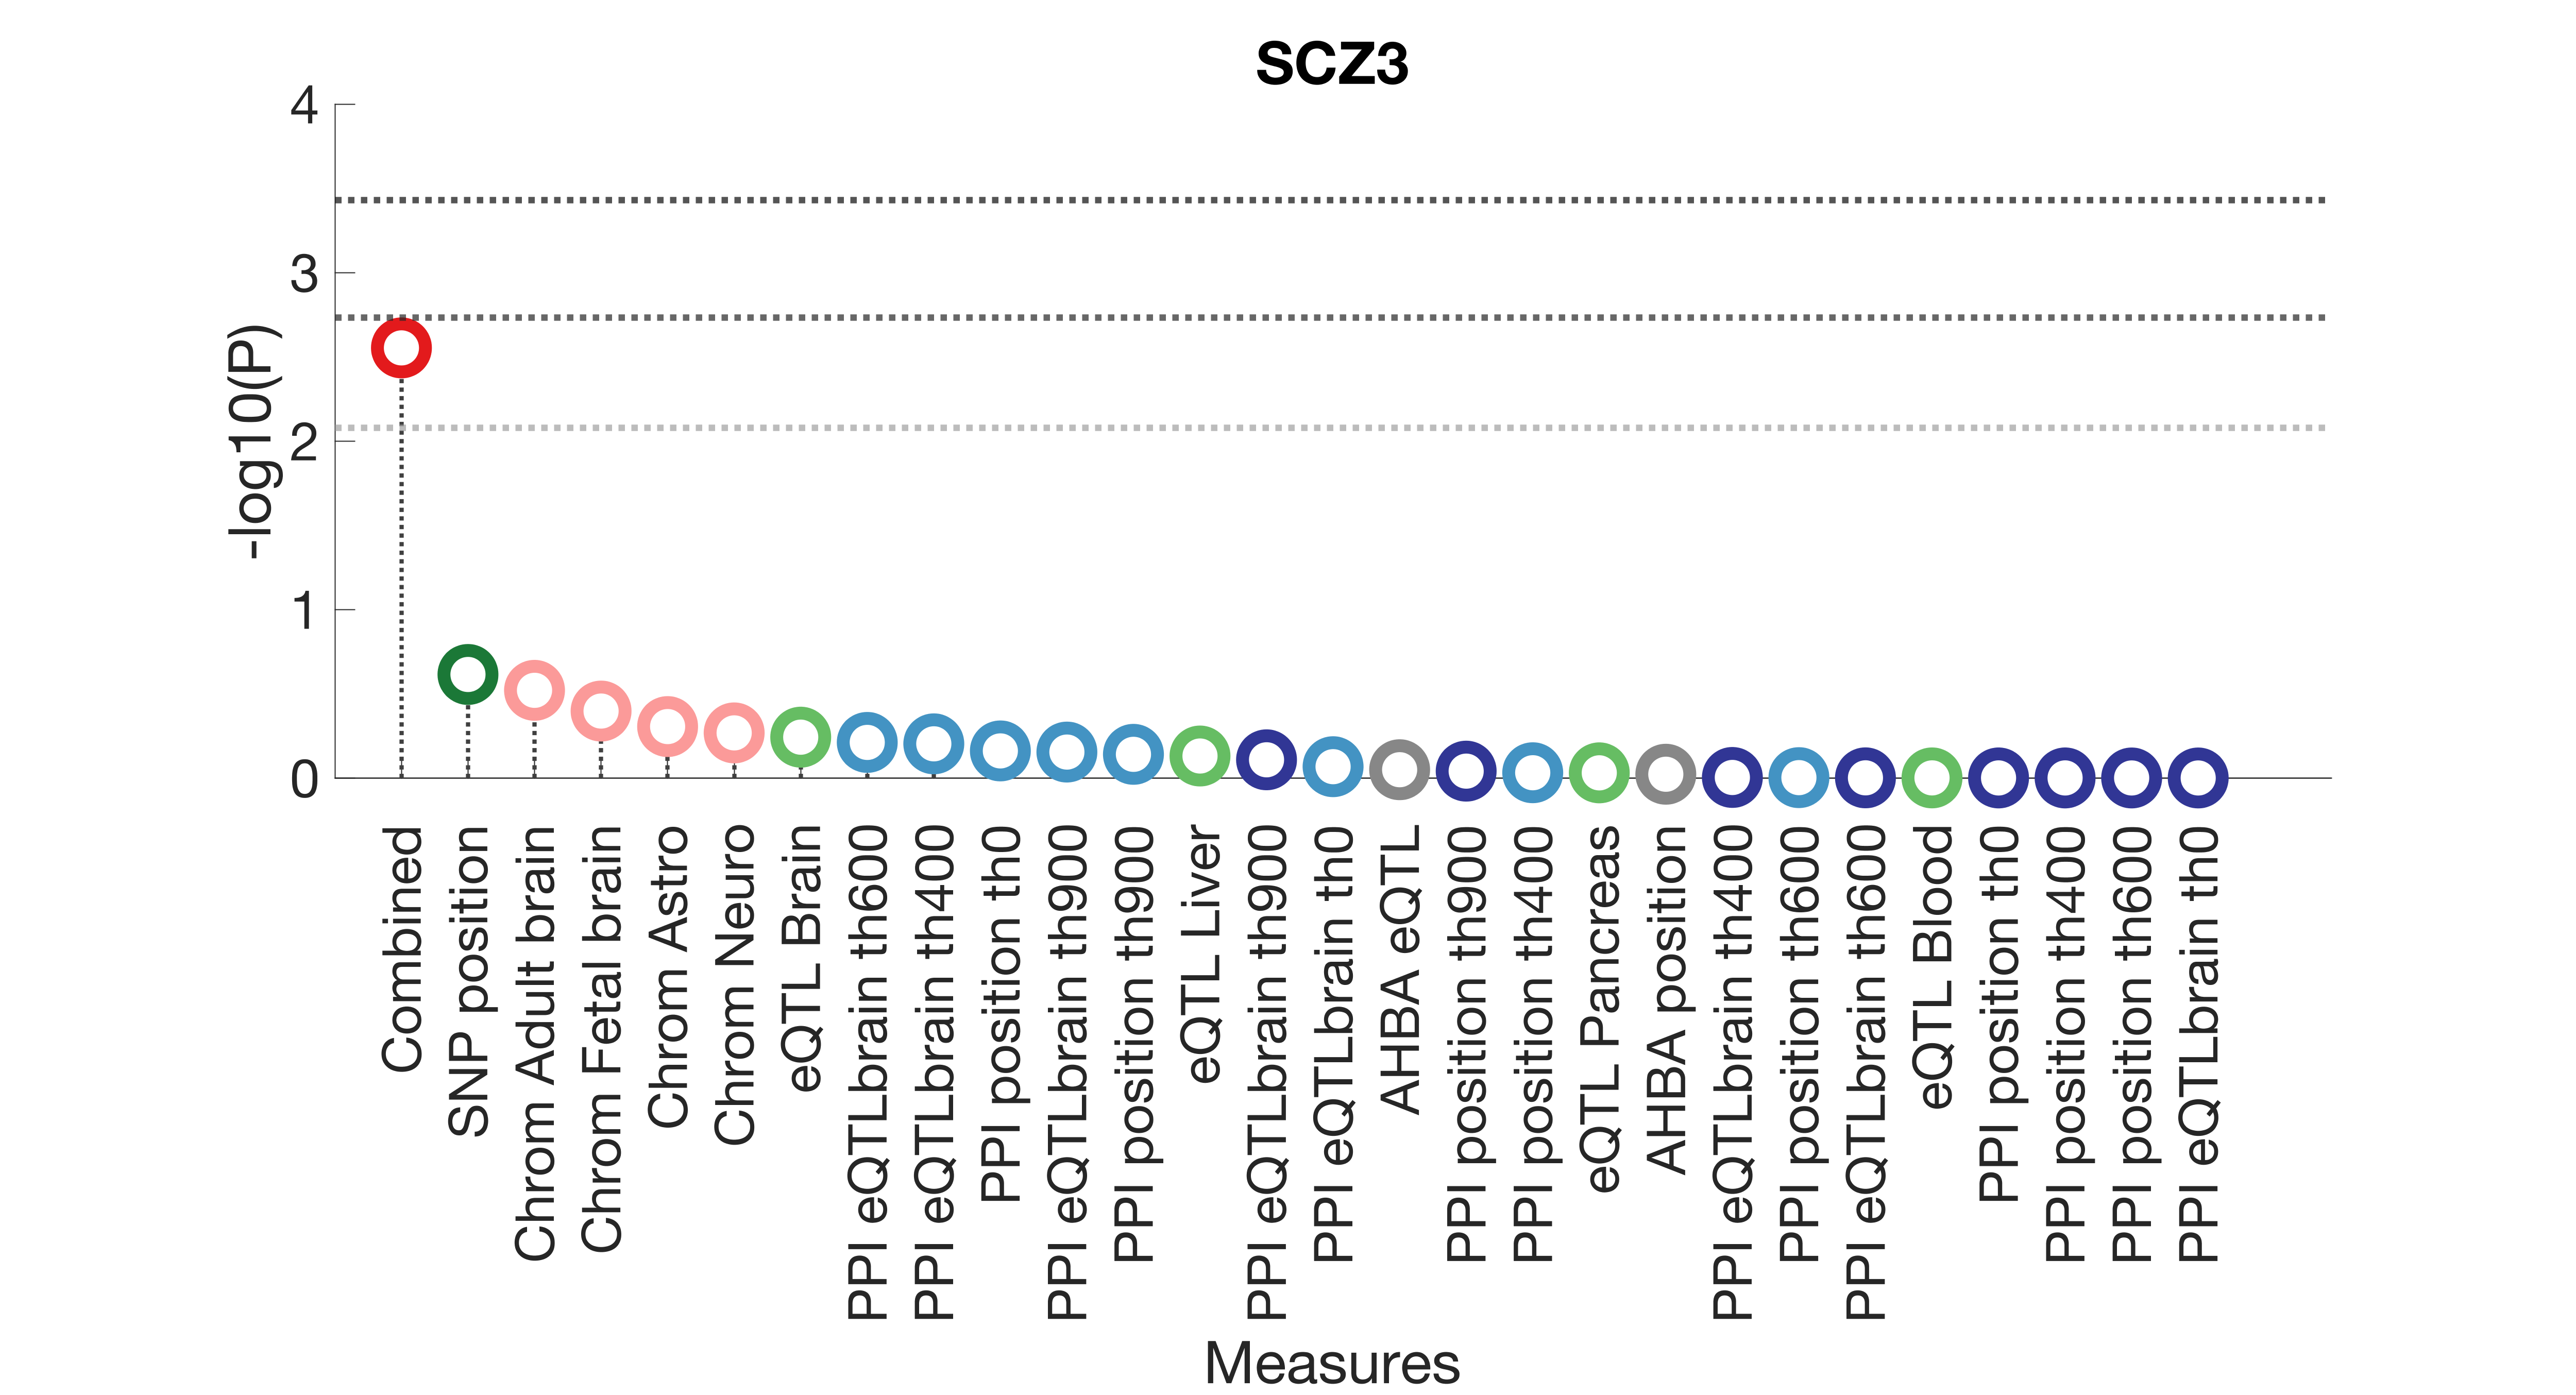 SCZ3
4
3
2
1
0
-log10(P)
Combined
SNP position
Chrom Adult brain
Chrom Fetal brain
Chrom Astro
Chrom Neuro
eQTL Brain
PPI eQTLbrain th600
PPI eQTLbrain th400
PPI position th0
PPI eQTLbrain th900
PPI position th900
eQTL Liver
PPI eQTLbrain th900
PPI eQTLbrain th0
AHBA eQTL
PPI position th900
PPI position th400
eQTL Pancreas
AHBA position
PPI eQTLbrain th400
PPI position th600
PPI eQTLbrain th600
eQTL Blood
PPI position th0
PPI position th400
PPI position th600
PPI eQTLbrain th0
Measures